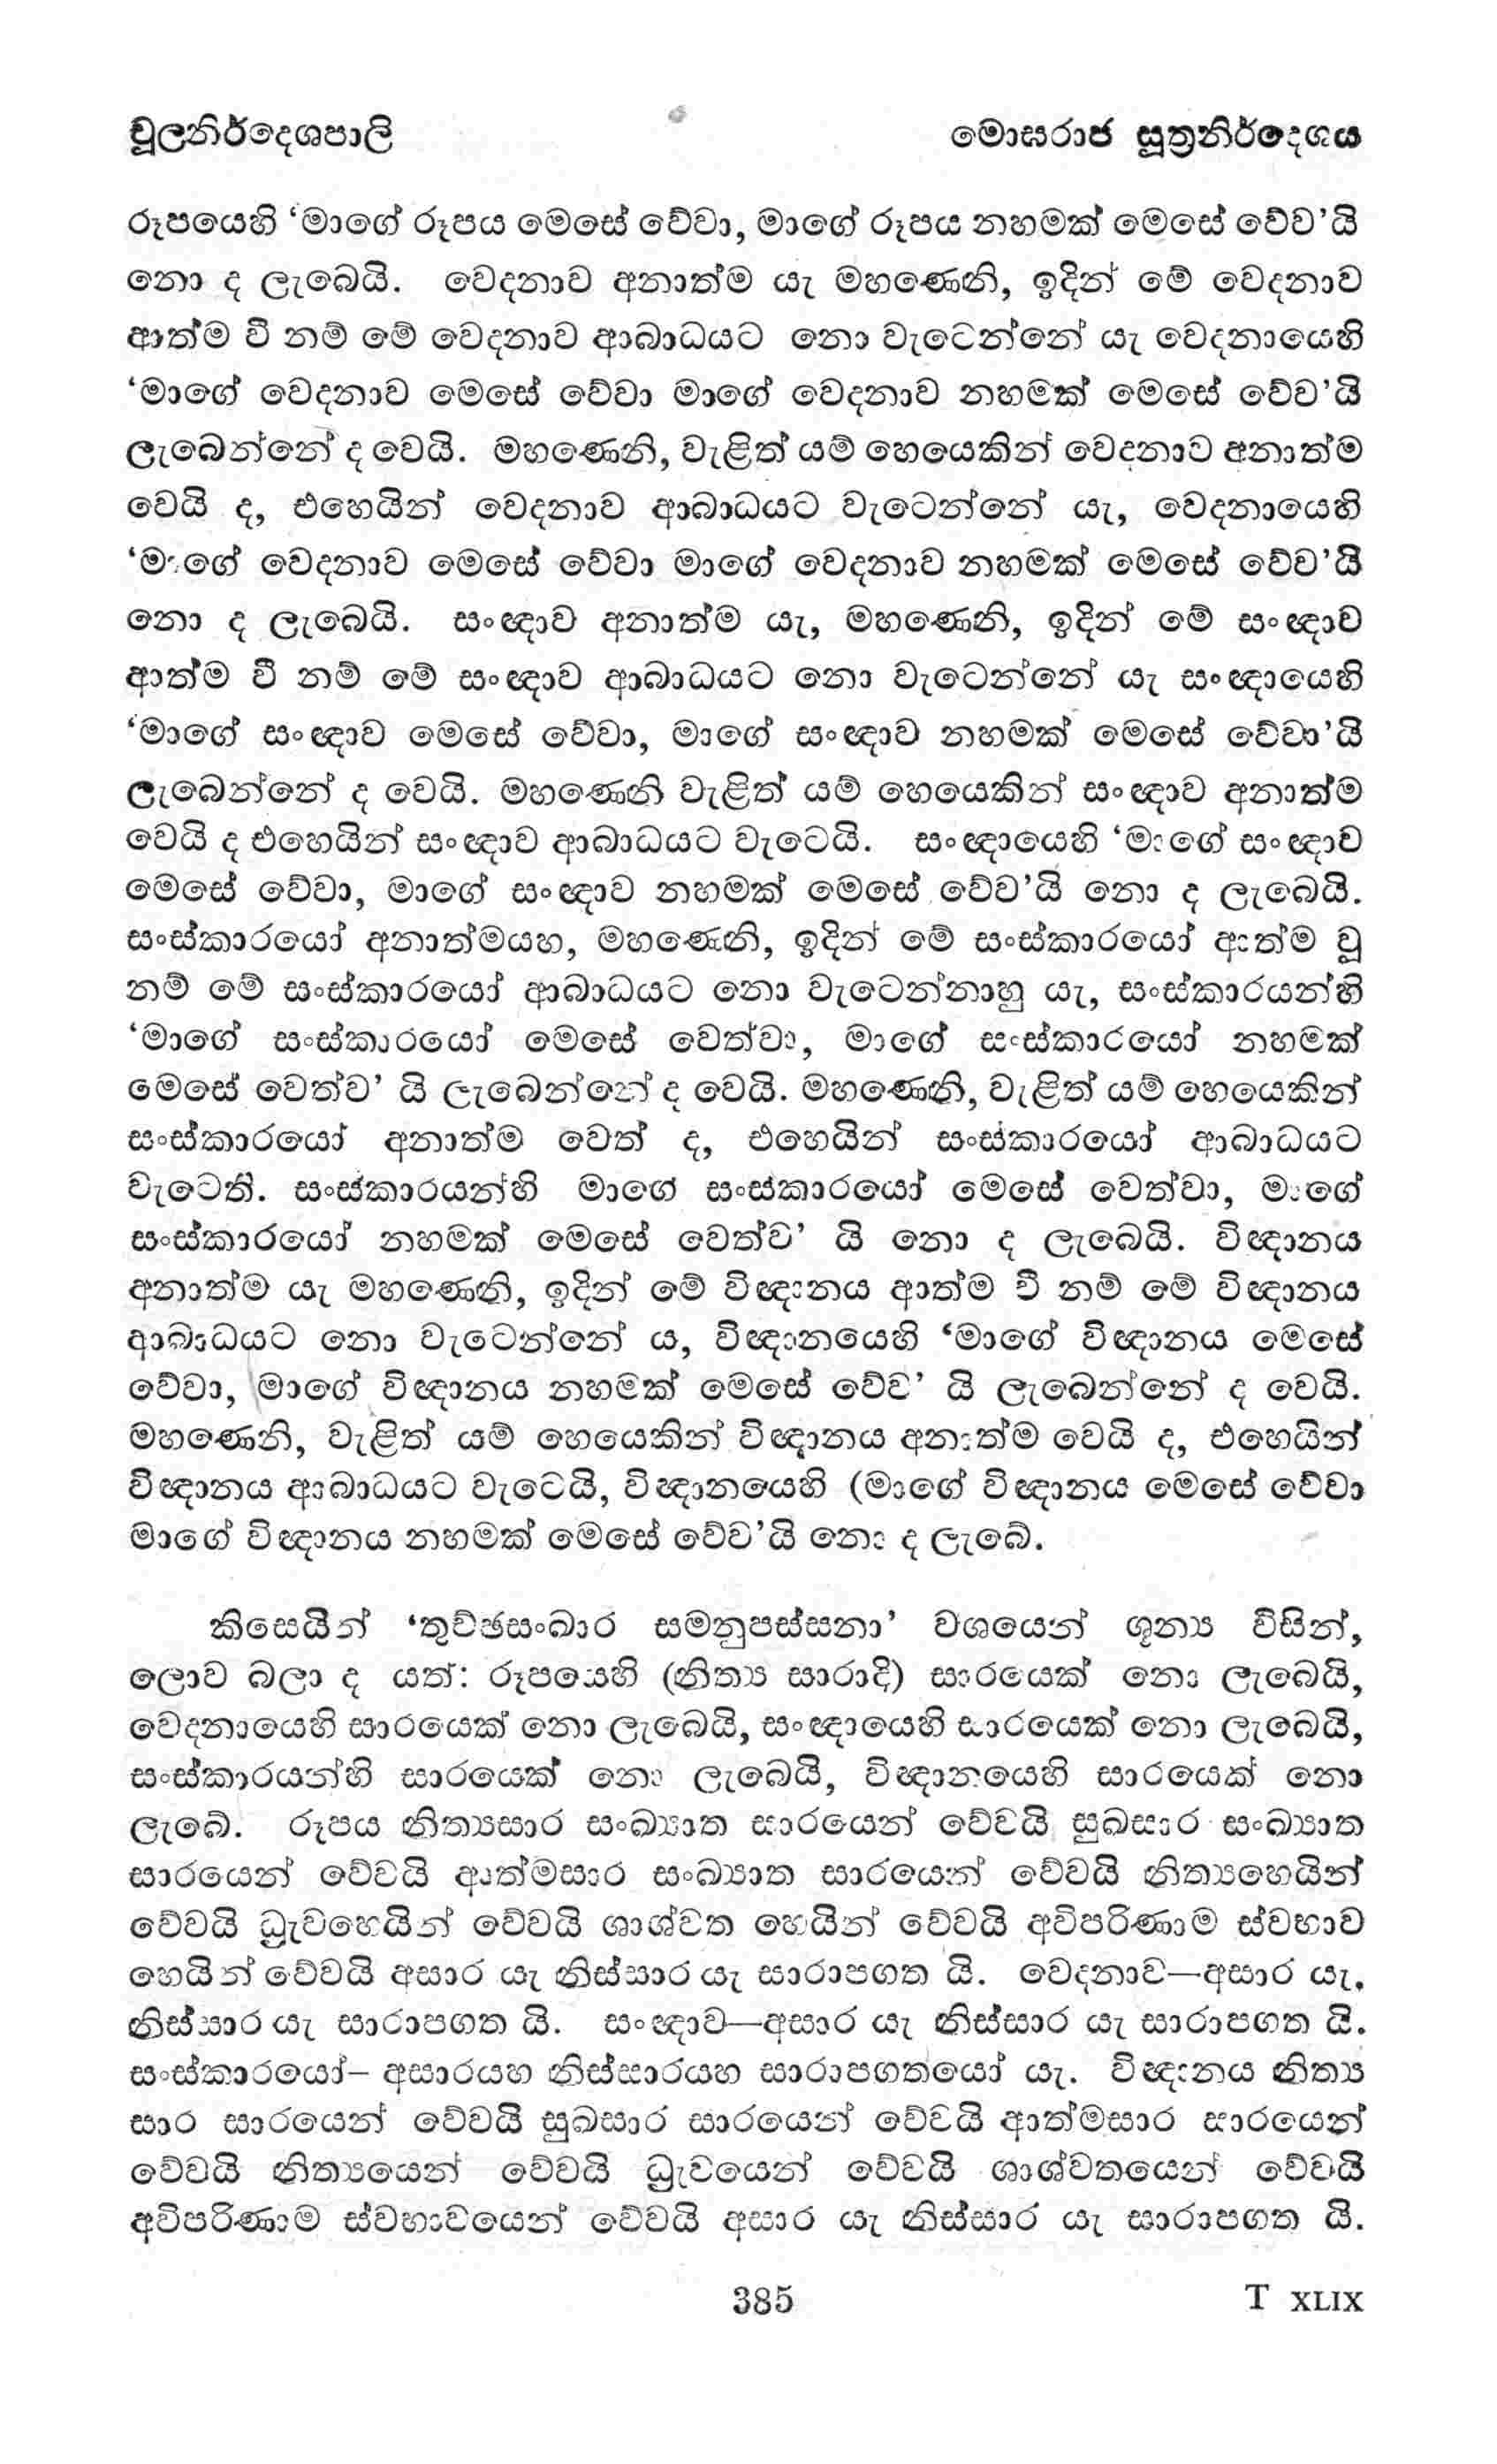 චූලනිර්දෙශපාලි
මොඝරාජ සූත්‍රනිර්දෙශය
රූපයෙහි ‘මාගේ රූපය මෙසේ වේවා, මාගේ රූපය නහමක් මෙසේ වේව’යි
නො ද ලැබෙයි. වෙදනාව අනාත්ම යැ මහණෙනි, ඉදින් මේ වෙදනාව
ආත්ම වී නම් මේ වෙදනාව ආබාධයට නො වැටෙන්නේ යැ වෙදනායෙහි
‘මාගේ වෙදනාව මෙසේ වේවා මාගේ වෙදනාව නහමක් මෙසේ වේව’යි
ලැබෙන්නේ ද වෙයි. මහණෙනි, වැළිත් යම් හෙයෙකින් වෙදනාව අනාත්ම
වෙයි ද, එහෙයින් වෙදනාව ආබාධයට වැටෙන්නේ යැ, වෙදනායෙහි
‘මාගේ වෙදනාව මෙසේ වේවා මාගේ වෙදනාව නහමක් මෙසේ වේව’යි
නො ද ලැබෙයි. සංඥාව අනාත්ම යැ, මහණෙනි, ඉදින් මේ සංඥාව
ආත්ම වී නම් මේ සංඥාව ආබාධයට නො වැටෙන්නේ යැ සංඥායෙහි
‘මාගේ සංඥාව මෙසේ වේවා, මාගේ සංඥාව නහමක් මෙසේ වේවා’යි
ලැබෙන්නේ ද වෙයි. මහණෙනි වැළිත් යම් හෙයෙකින් සංඥාව අනාත්ම
වෙයි ද එහෙයින් සංඥාව ආබාධයට වැටෙයි. සංඥායෙහි ‘මාගේ සංඥාව
මෙසේ වේවා, මාගේ සංඥාව නහමක් මෙසේ වේව’යි නො ද ලැබෙයි.
සංස්කාරයෝ අනාත්මයහ, මහණෙනි, ඉදින් මේ සංස්කාරයෝ ආත්ම වූ
නම් මේ සංස්කාරයෝ ආබාධයට නො වැටෙන්නාහු යැ, සංස්කාරයන්හි
‘මාගේ සංස්කාරයෝ මෙසේ වෙත්වා, මාගේ සංස්කාරයෝ නහමක්
මෙසේ වෙත්ව’ යි ලැබෙන්නේ ද වෙයි. මහණෙනි, වැළිත් යම් හෙයෙකින්
සංස්කාරයෝ අනාත්ම වෙත් ද, එහෙයින් සංස්කාරයෝ ආබාධයට
වැටෙති. සංස්කාරයන්හි මාගේ සංස්කාරයෝ මෙසේ වෙත්වා, මාගේ
සංස්කාරයෝ නහමක් මෙසේ වෙත්ව’ යි නො ද ලැබෙයි. විඥානය
අනාත්ම යැ මහණෙනි, ඉදින් මේ විඥානය ආත්ම වී නම් මේ විඥානය
ආබාධයට නො වැටෙන්නේ ය, විඥානයෙහි ‘මාගේ විඥානය මෙසේ
වේවා, මාගේ විඥානය නහමක් මෙසේ වේව’ යි ලැබෙන්නේ ද වෙයි.
මහණෙනි, වැළිත් යම් හෙයෙකින් විඥානය අනාත්ම වෙයි ද, එහෙයින්
විඥානය ආබාධයට වැටෙයි, විඥානයෙහි (මාගේ විඥානය මෙසේ වේවා
මාගේ විඥානය නහමක් මෙසේ වේව’යි නො ද ලැබේ.
කිසෙයින් ‘තුච්ඡසංඛාර සමනුපස්සනා’ වශයෙන් ශූන්‍ය විසින්,
ලොව බලා ද යත්: රූපයෙහි (නිත්‍ය සාරාදි) සාරයෙක් නො ලැබෙයි,
වෙදනායෙහි සාරයෙක් නො ලැබෙයි, සංඥායෙහි සාරයෙක් නො ලැබෙයි,
සංස්කාරයන්හි සාරයෙක් නො ලැබෙයි, විඥානයෙහි සාරයෙක් නො
ලැබේ. රූපය නිත්‍යසාර සංඛ්‍යාත සාරයෙන් වේවයි සුඛසාර සංඛ්‍යාත
සාරයෙන් වේවයි ආත්මසාර සංඛ්‍යාත සාරයෙන් වේවයි නිත්‍යහෙයින්
වේවයි ධ්‍රැවහෙයින් වේවයි ශාශ්වත හෙයින් වේවයි අවිපරිණාම ස්වභාව
හෙයින් වේවයි අසාර යැ නිස්සාර යැ සාරාපගත යි. වෙදනාව—අසාර යැ,
නිස්සාර යැ සාරාපගත යි. සංඥාව—අසාර යැ නිස්සාර යැ සාරාපගත යි.
සංස්කාරයෝ– අසාරයහ නිස්සාරයහ සාරාපගතයෝ යැ. විඥානය නිත්‍ය
සාර සාරයෙන් වේවයි සුඛසාර සාරයෙන් වේවයි ආත්මසාර සාරයෙන්
වේවයි නිත්‍යයෙන් වේවයි ධ්‍රැවයෙන් වේවයි ශාශ්වතයෙන් වේවයි
අවිපරිණාම ස්වභාවයෙන් වේවයි අසාර යැ නිස්සාර යැ සාරාපගත යි.
385
T XLIX